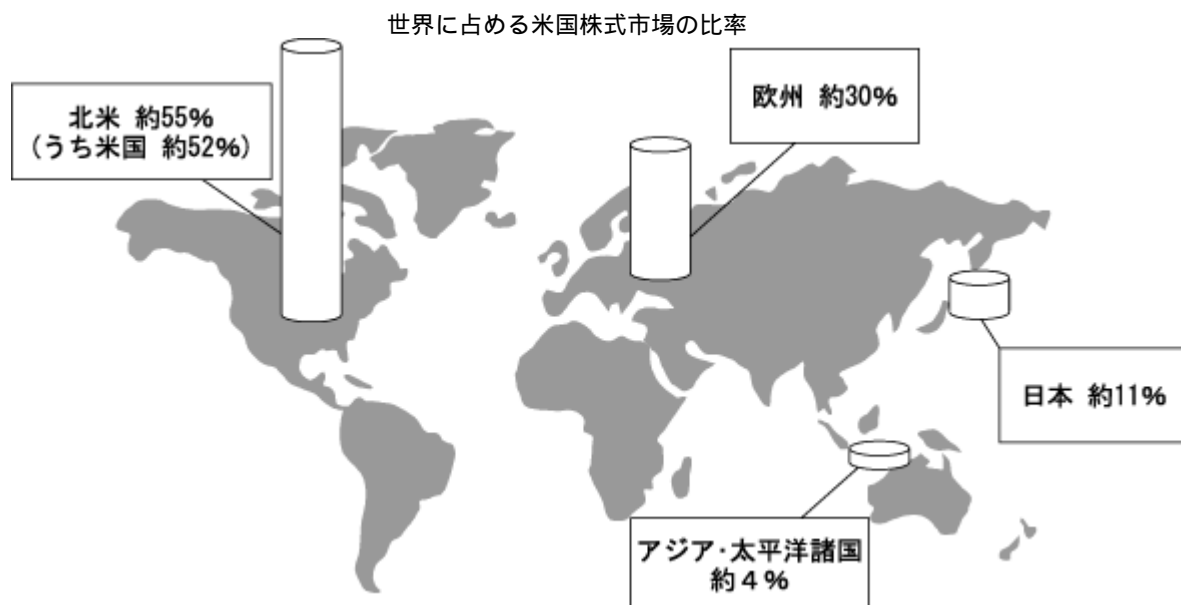 世界に占める米国株式市場の比率
北米 約55%
(うち米国 約52%)
欧州 約30%
日本 約11%
アジア･太平洋諸国
約４%